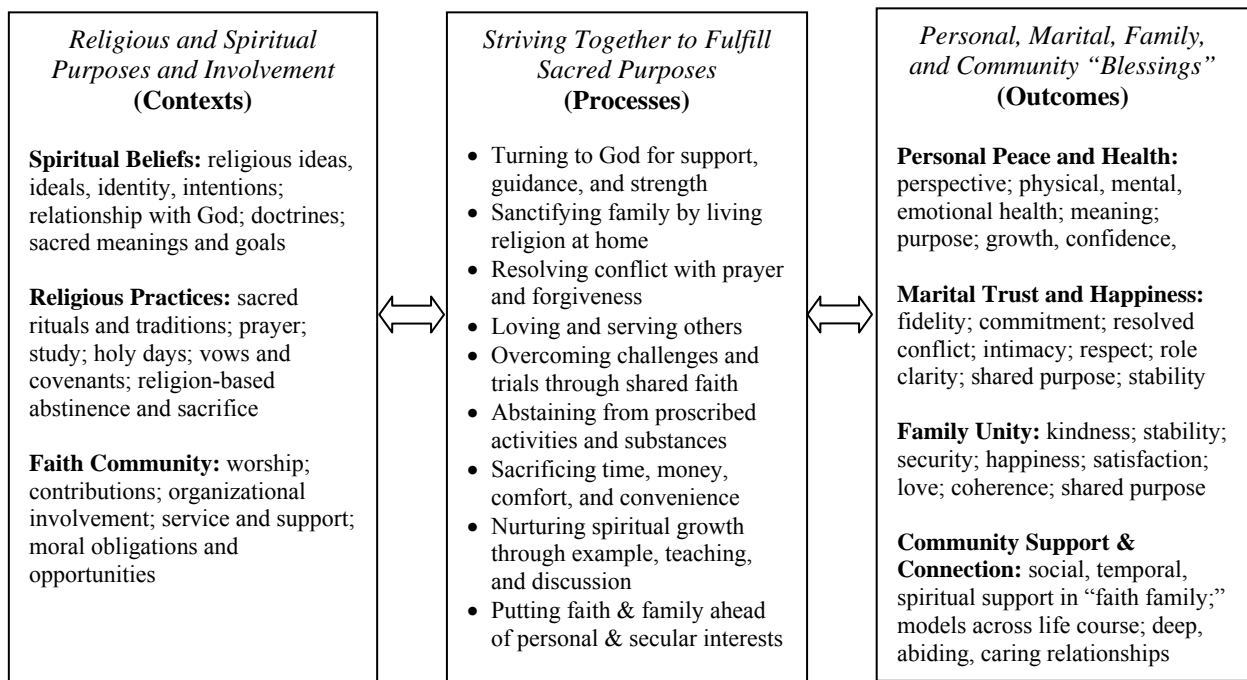 Religious and Spiritual
Purposes and Involvement
(Contexts)
Spiritual Beliefs: religious ideas,
ideals, identity, intentions;
relationship with God; doctrines;
sacred meanings and goals
Religious Practices: sacred
rituals and traditions; prayer;
study; holy days; vows and
covenants; religion-based
abstinence and sacrifice
Faith Community: worship;
contributions; organizational
involvement; service and support;
moral obligations and
opportunities
Striving Together to Fulfill
Sacred Purposes
(Processes)
• Turning to God for support,
guidance, and strength
• Sanctifying family by living
religion at home
• Resolving conflict with prayer
and forgiveness
• Loving and serving others
• Overcoming challenges and
trials through shared faith
• Abstaining from proscribed
activities and substances
• Sacrificing time, money,
comfort, and convenience
• Nurturing spiritual growth
through example, teaching,
and discussion
• Putting faith & family ahead
of personal & secular interests
Personal, Marital, Family,
and Community “Blessings”
(Outcomes)
Personal Peace and Health:
perspective; physical, mental,
emotional health; meaning;
purpose; growth, confidence,
Marital Trust and Happiness:
fidelity; commitment; resolved
conflict; intimacy; respect; role
clarity; shared purpose; stability
Family Unity: kindness; stability;
security; happiness; satisfaction;
love; coherence; shared purpose
Community Support &
Connection: social, temporal,
spiritual support in “faith family;”
models across life course; deep,
abiding, caring relationships